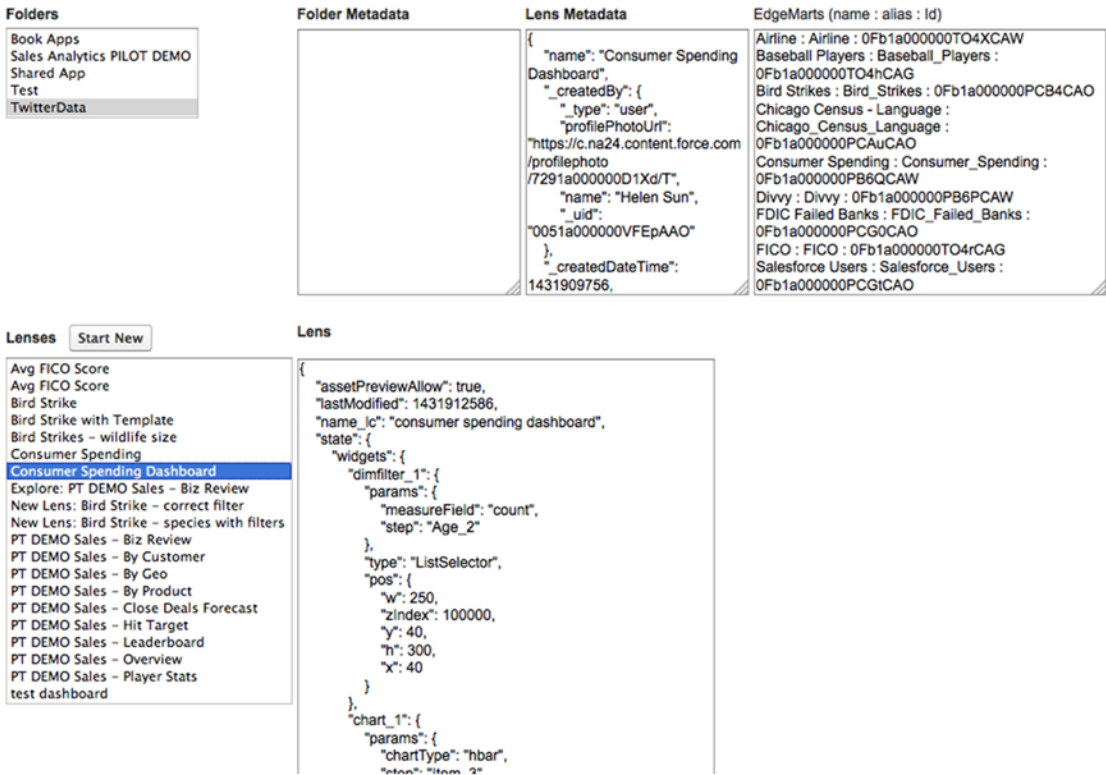 Folders
Book Apps
Sales Analytics PILOT DEMO
Shared App
Test
TwitterData
Folder Metadata
Lens Metadata
{
"name": "Consumer Spending
Dashboard",
"_createdBy": {
"_type": "user",
"profilePhotoUrl":
"https://c.na24.content.force.com
/profilephoto
/7291a000000D1Xd/T",
"name": "Helen Sun",
"_uid":
"0051a000000VFEpAAO"
},
"_createdDateTime":
1431909756,
EdgeMarts (name : alias : Id)
Airline : Airline : 0Fb1a000000TO4XCAW
Baseball Players : Baseball_Players :
0Fb1a000000TO4hCAG
Bird Strikes : Bird_Strikes : 0Fb1a000000PCB4CAO
Chicago Census - Language :
Chicago_Census_Language :
0Fb1a000000PCAuCAO
Consumer Spending : Consumer_Spending :
0Fb1a000000PB6QCAW
Divvy : Divvy : 0Fb1a000000PB6PCAW
FDIC Failed Banks : FDIC_Failed_Banks :
0Fb1a000000PCG0CAO
FICO : FICO : 0Fb1a000000TO4rCAG
Salesforce Users : Salesforce_Users :
0Fb1a000000PCGtCAO
Lenses
Start New
Avg FICO Score
Avg FICO Score
Bird Strike
Bird Strike with Template
Bird Strikes – wildlife size
Consumer Spending
Consumer Spending Dashboard
Explore: PT DEMO Sales – Biz Review
New Lens: Bird Strike – correct filter
New Lens: Bird Strike – species with filters
PT DEMO Sales – Biz Review
PT DEMO Sales – By Customer
PT DEMO Sales – By Geo
PT DEMO Sales – By Product
PT DEMO Sales – Close Deals Forecast
PT DEMO Sales – Hit Target
PT DEMO Sales – Leaderboard
PT DEMO Sales – Overview
PT DEMO Sales – Player Stats
test dashboard
Lens
{
"assetPreviewAllow": true,
"lastModified": 1431912586,
"name_lc": "consumer spending dashboard",
"state": {
"widgets": {
"dimfilter_1": {
"params": {
"measureField": "count",
"step": "Age_2"
},
"type": "ListSelector",
"pos": {
"w": 250,
"zIndex": 100000,
"y": 40,
"h": 300,
"x": 40
}
},
"chart_1": {
"params": {
"chartType": "hbar",
"step": "Item_3"